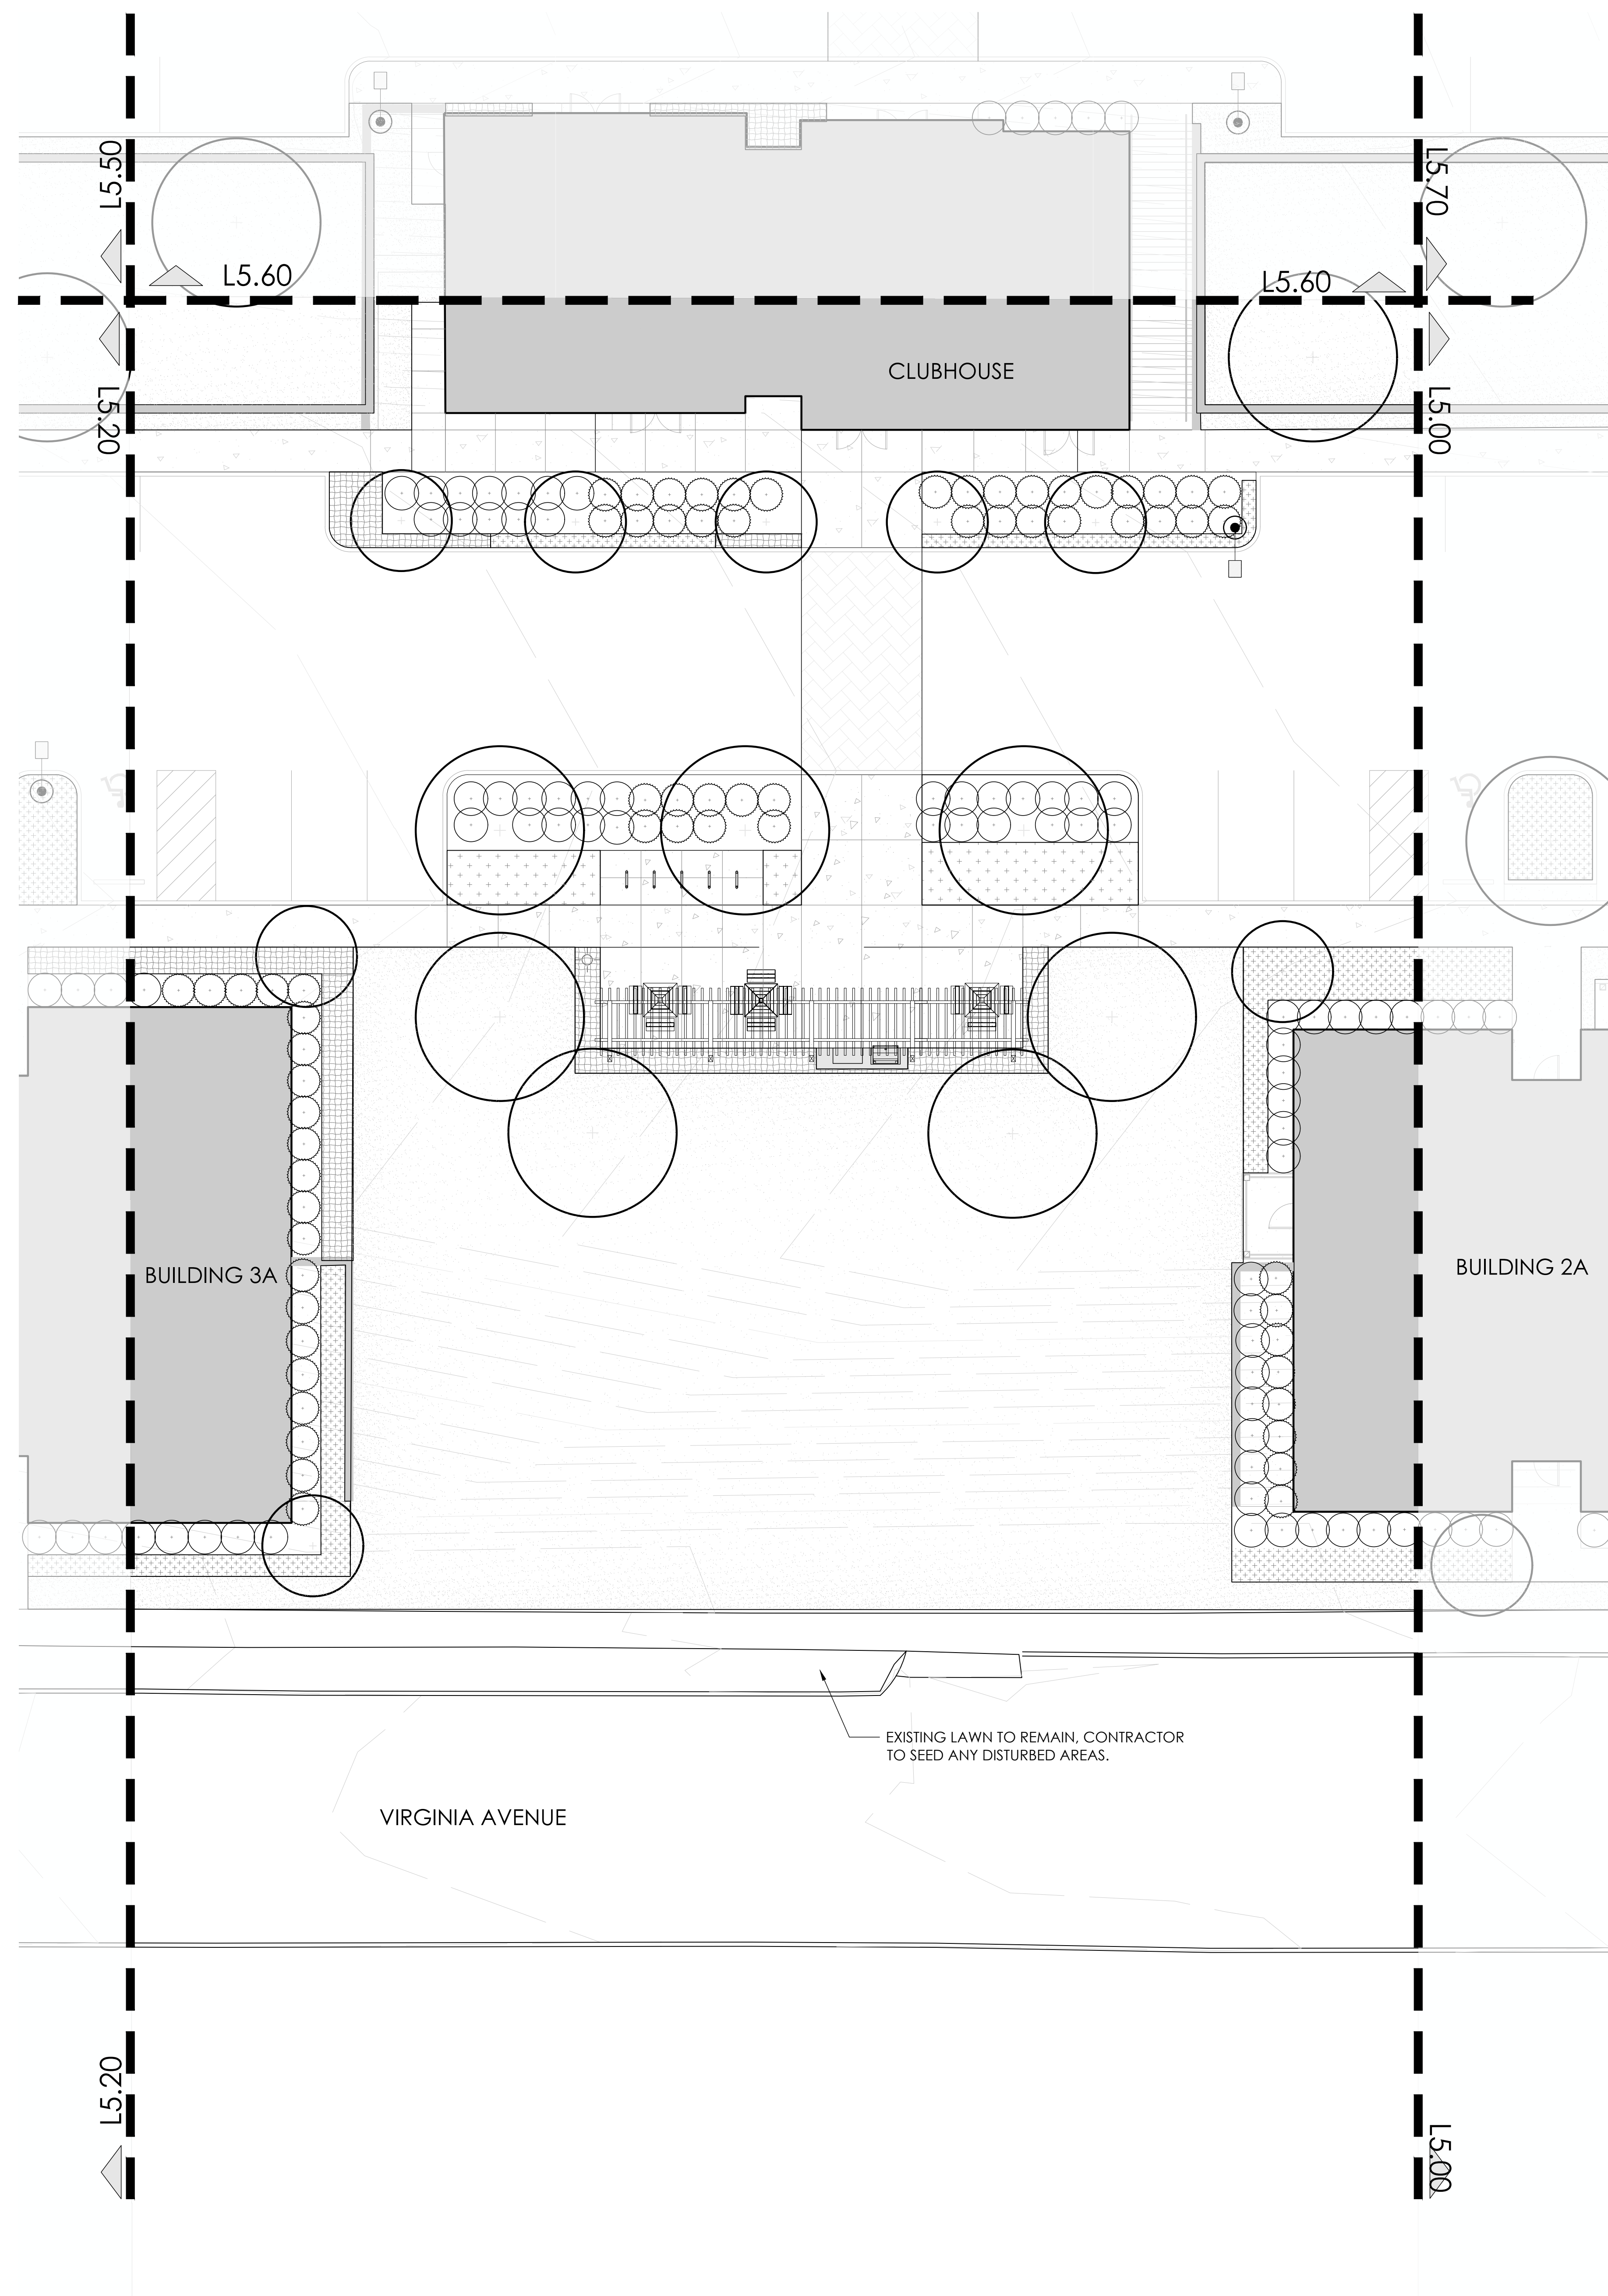 L5.50
L5.70
L5.60
L5.60
CLUBHOUSE
L5.20
L5.00
BUILDING 3A
BUILDING 2A
EXISTING LAWN TO REMAIN, CONTRACTOR
TO SEED ANY DISTURBED AREAS.
VIRGINIA AVENUE
L5.20
L5.00